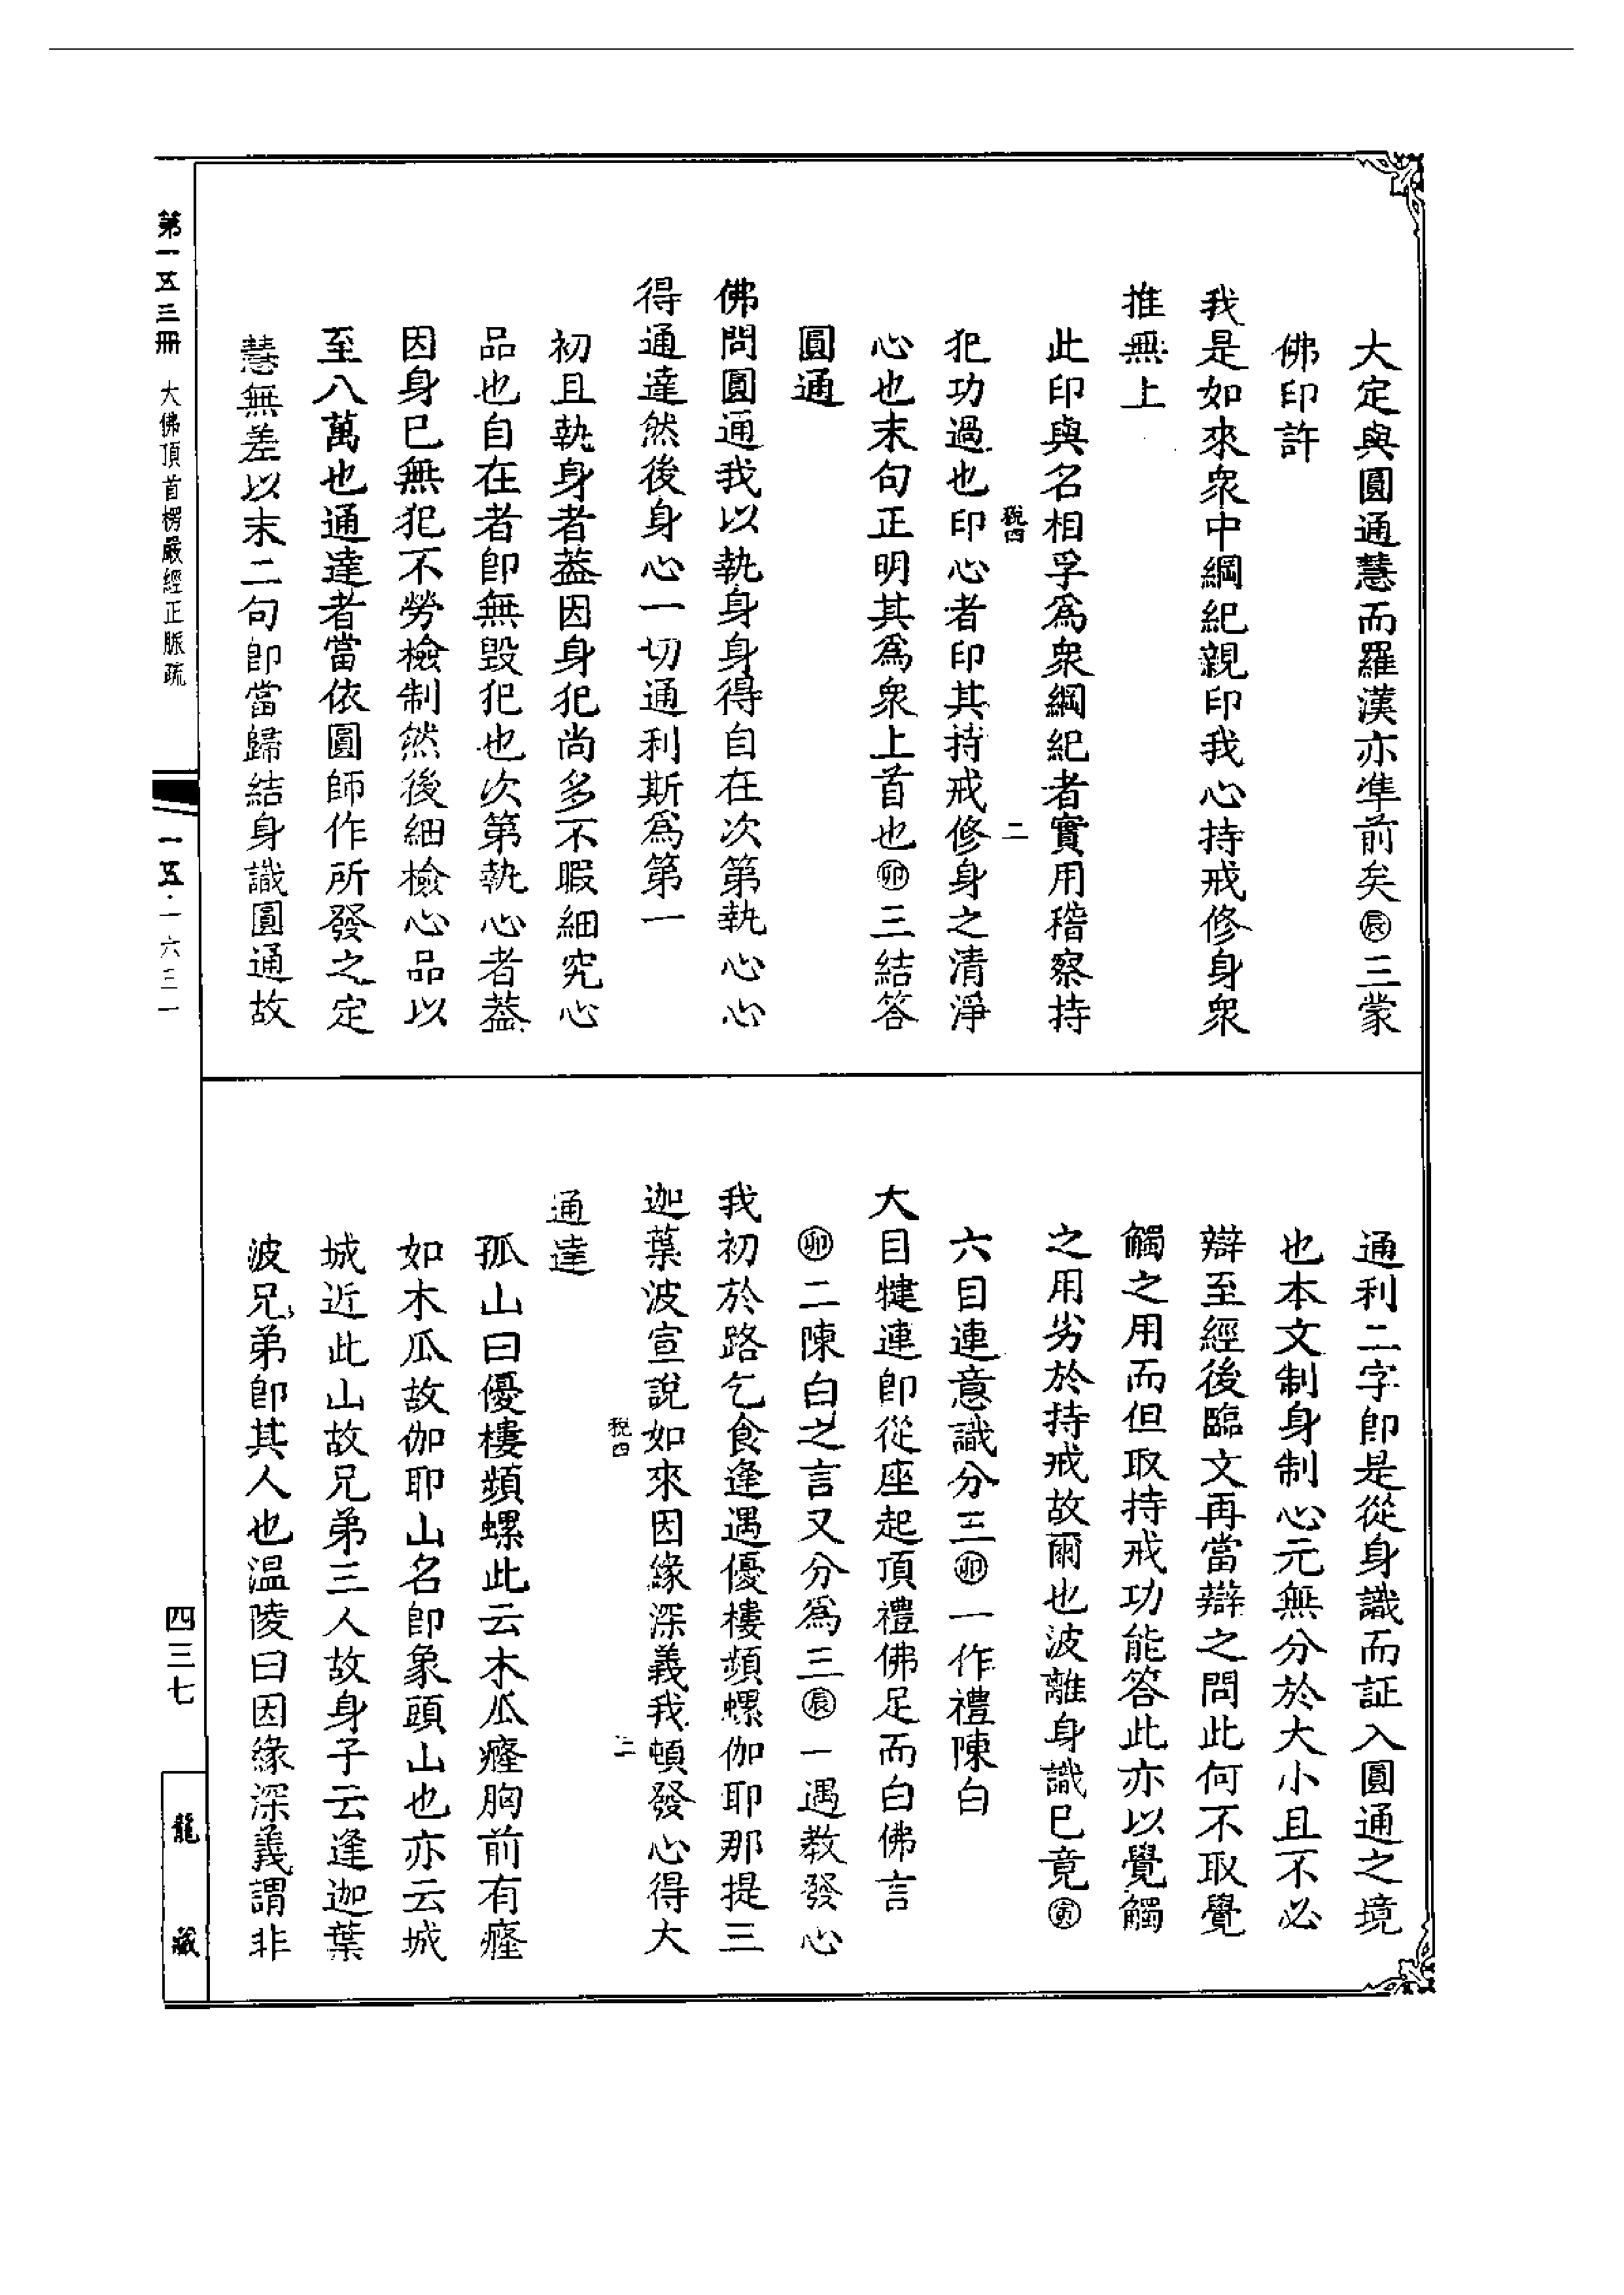 大定與圓通慧而羅漢亦準前矣㊂三蒙
佛印許
我是如來衆中綱紀親印我心持戒修身衆
推無上
此印與名相孚爲衆綱紀者實用稽察持
稅四
二
犯功過也印心者印其持戒修身之清淨
心也末句正明其爲衆上首也卯三結答
圓通
佛問圓通我以執身身得自在次第執心心
得通達然後身心一切通利斯爲第一
初且執身者葢因身犯尚多不暇細究心
品也自在者即無毀犯也次第執心者葢
因身已無犯不勞檢制然後細檢心品以
至八萬也通達者當依圓師作所發之定
慧無差以末二句即當歸結身識圓通故
通利二字即是從身識而証入圓通之境
也本文制身制心元無分於大小且不必
辯至經後臨文再當辯之問此何不取覺
觸之用而但取持戒功能答此亦以覺觸
之用劣於持戒故爾也波離身識已竟寅
六目連意識分三卯一作禮陳白
大目犍連即從座起頂禮佛足而白佛言
卯二陳白之言又分爲三辰一遇教發心
我初於路乞食逢遇優樓頻螺伽耶那提三
迦葉波宣說如來因緣深義我頓發心得大
稅四
三
通達
孤山曰優樓頻螺此云木瓜癃胸前有癃
如木瓜故伽耶山名即象頭山也亦云城
城近此山故兄弟三人故身子云逢迦葉
波兄弟即其人也温陵曰因緣深義謂非
第一五三冊 大佛頂首楞嚴經正脈疏
一五·一六三一
四三七
龍藏